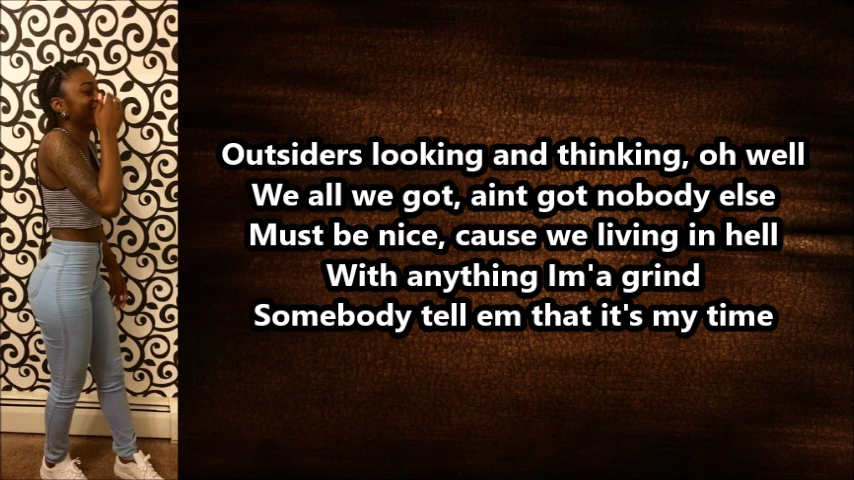 Outsiders looking and thinking, oh well
We all we got, aint got nobody else
Must be nice, cause we living in hell
With anything Im'a grind
Somebody tell em that it's my time